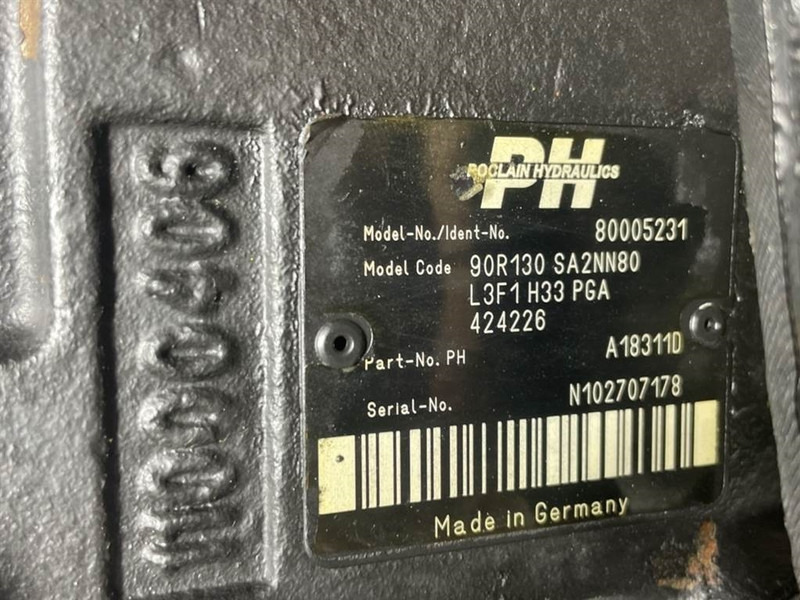 PH
POCLAIN HYDRAULICS
Model-No./Ident-No. 80005231
Model Code 90R130 SA2NN80
L3F1 H33 PGA
424226
Part-No. PH A18311D
Serial-No. N102707178
Made in Germany